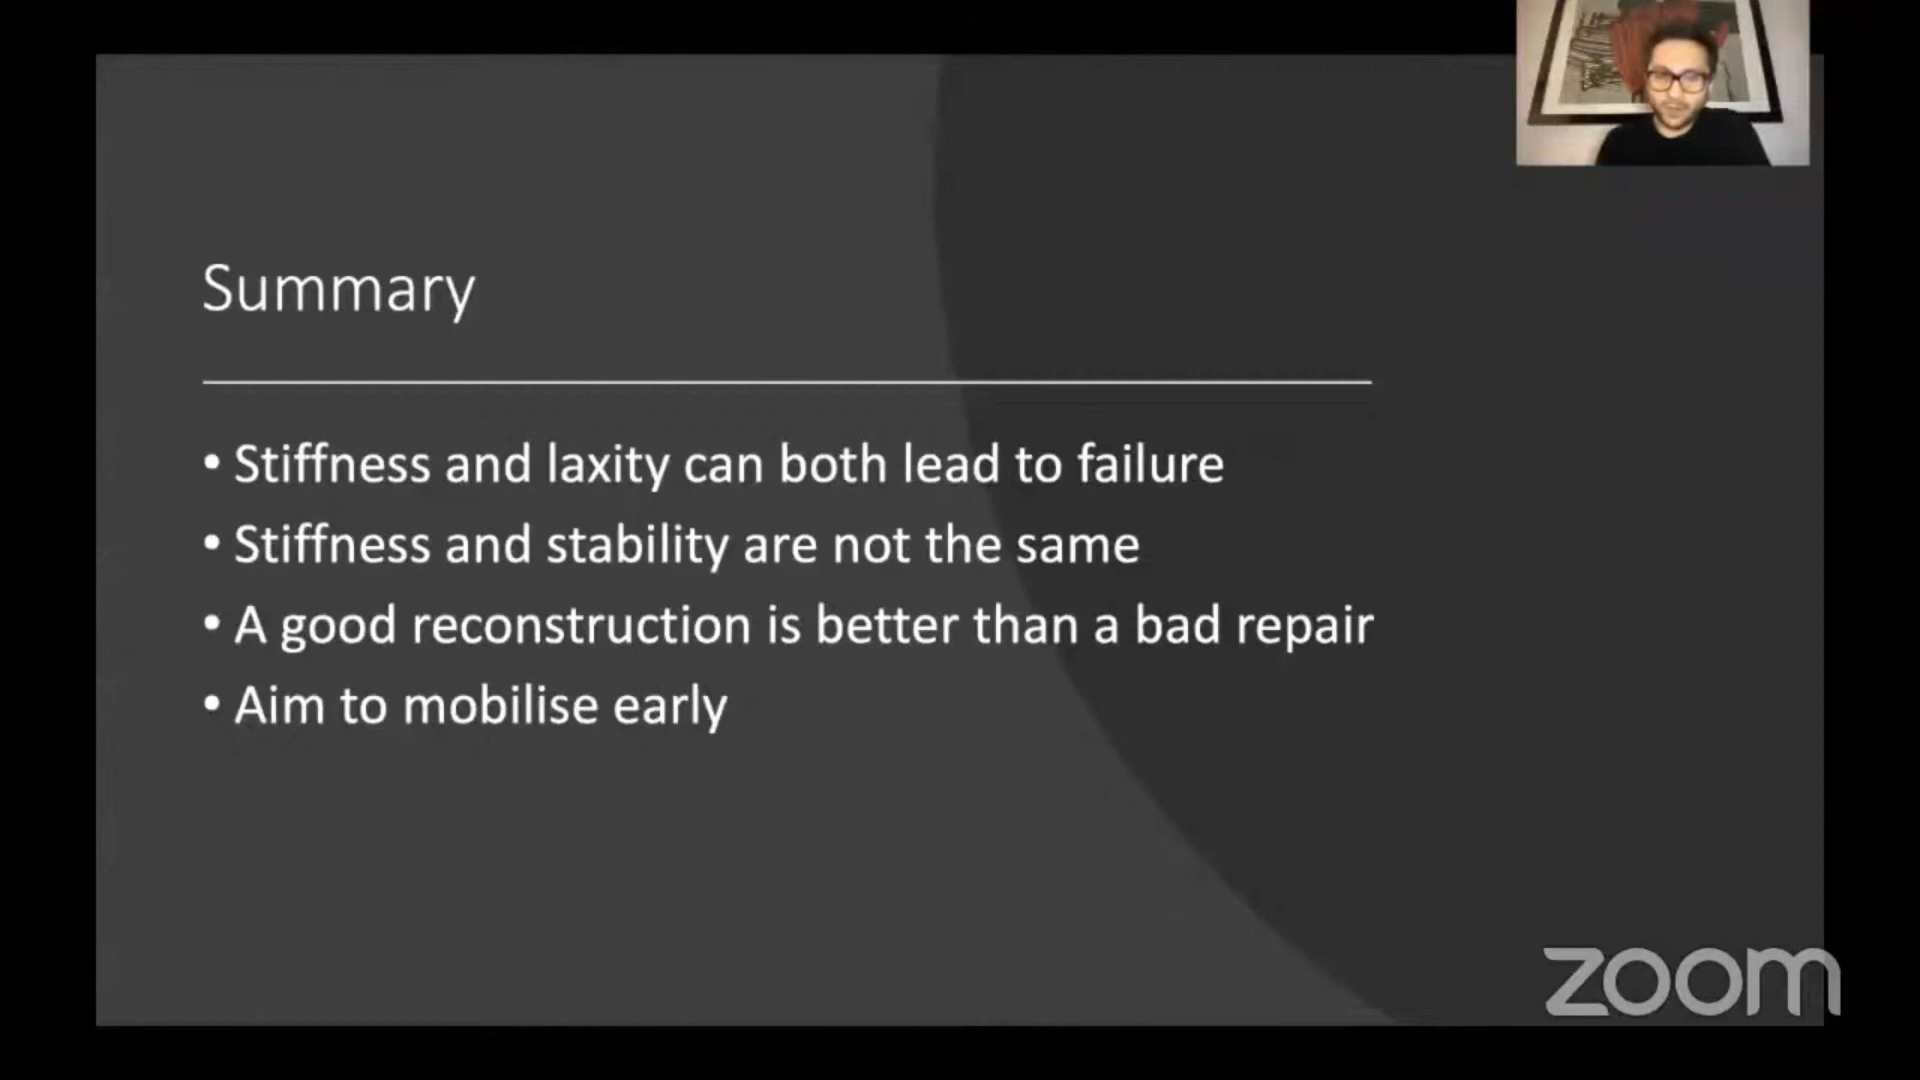 Summary
• Stiffness and laxity can both lead to failure
• Stiffness and stability are not the same
• A good reconstruction is better than a bad repair
• Aim to mobilise early
zoom